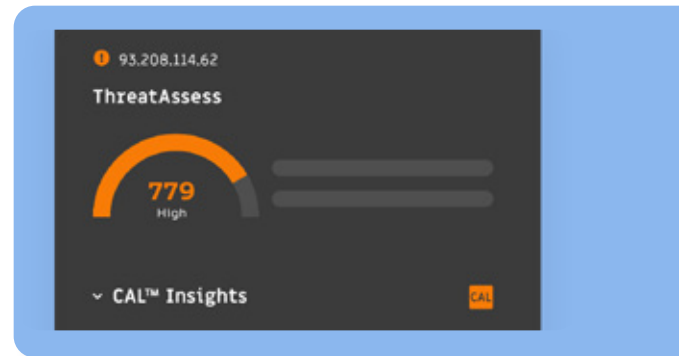 93.208.114.62
ThreatAssess
779
High
CAL™ Insights
CAL